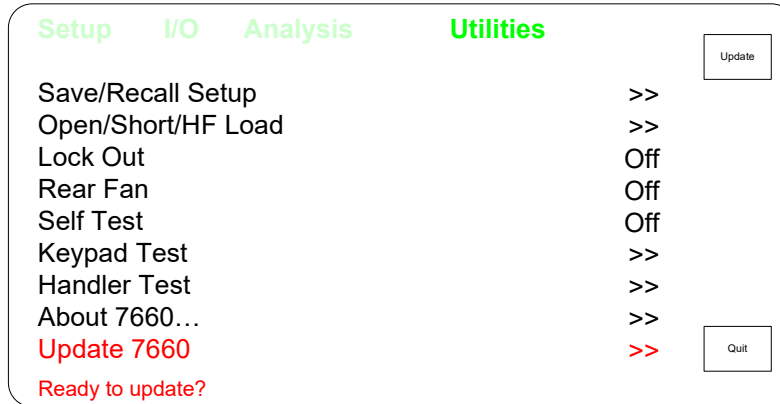 Setup I/O Analysis Utilities
Update
Save/Recall Setup >>
Open/Short/HF Load >>
Lock Out Off
Rear Fan Off
Self Test Off
Keypad Test >>
Handler Test >>
About 7660… >>
Update 7660 >>
Quit
Ready to update?